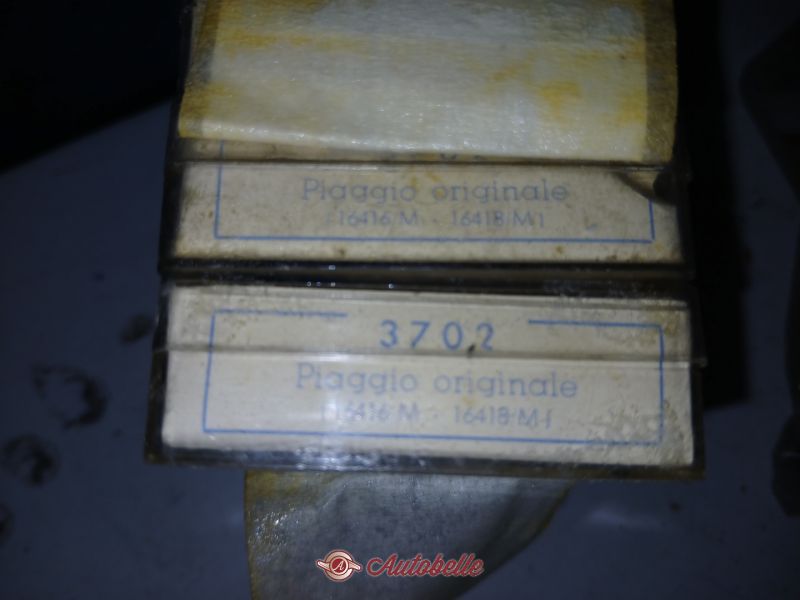 Piaggio originale
16416/M - 16418/M1
3702
Piaggio originale
16416/M - 16418/M1
Autobelle